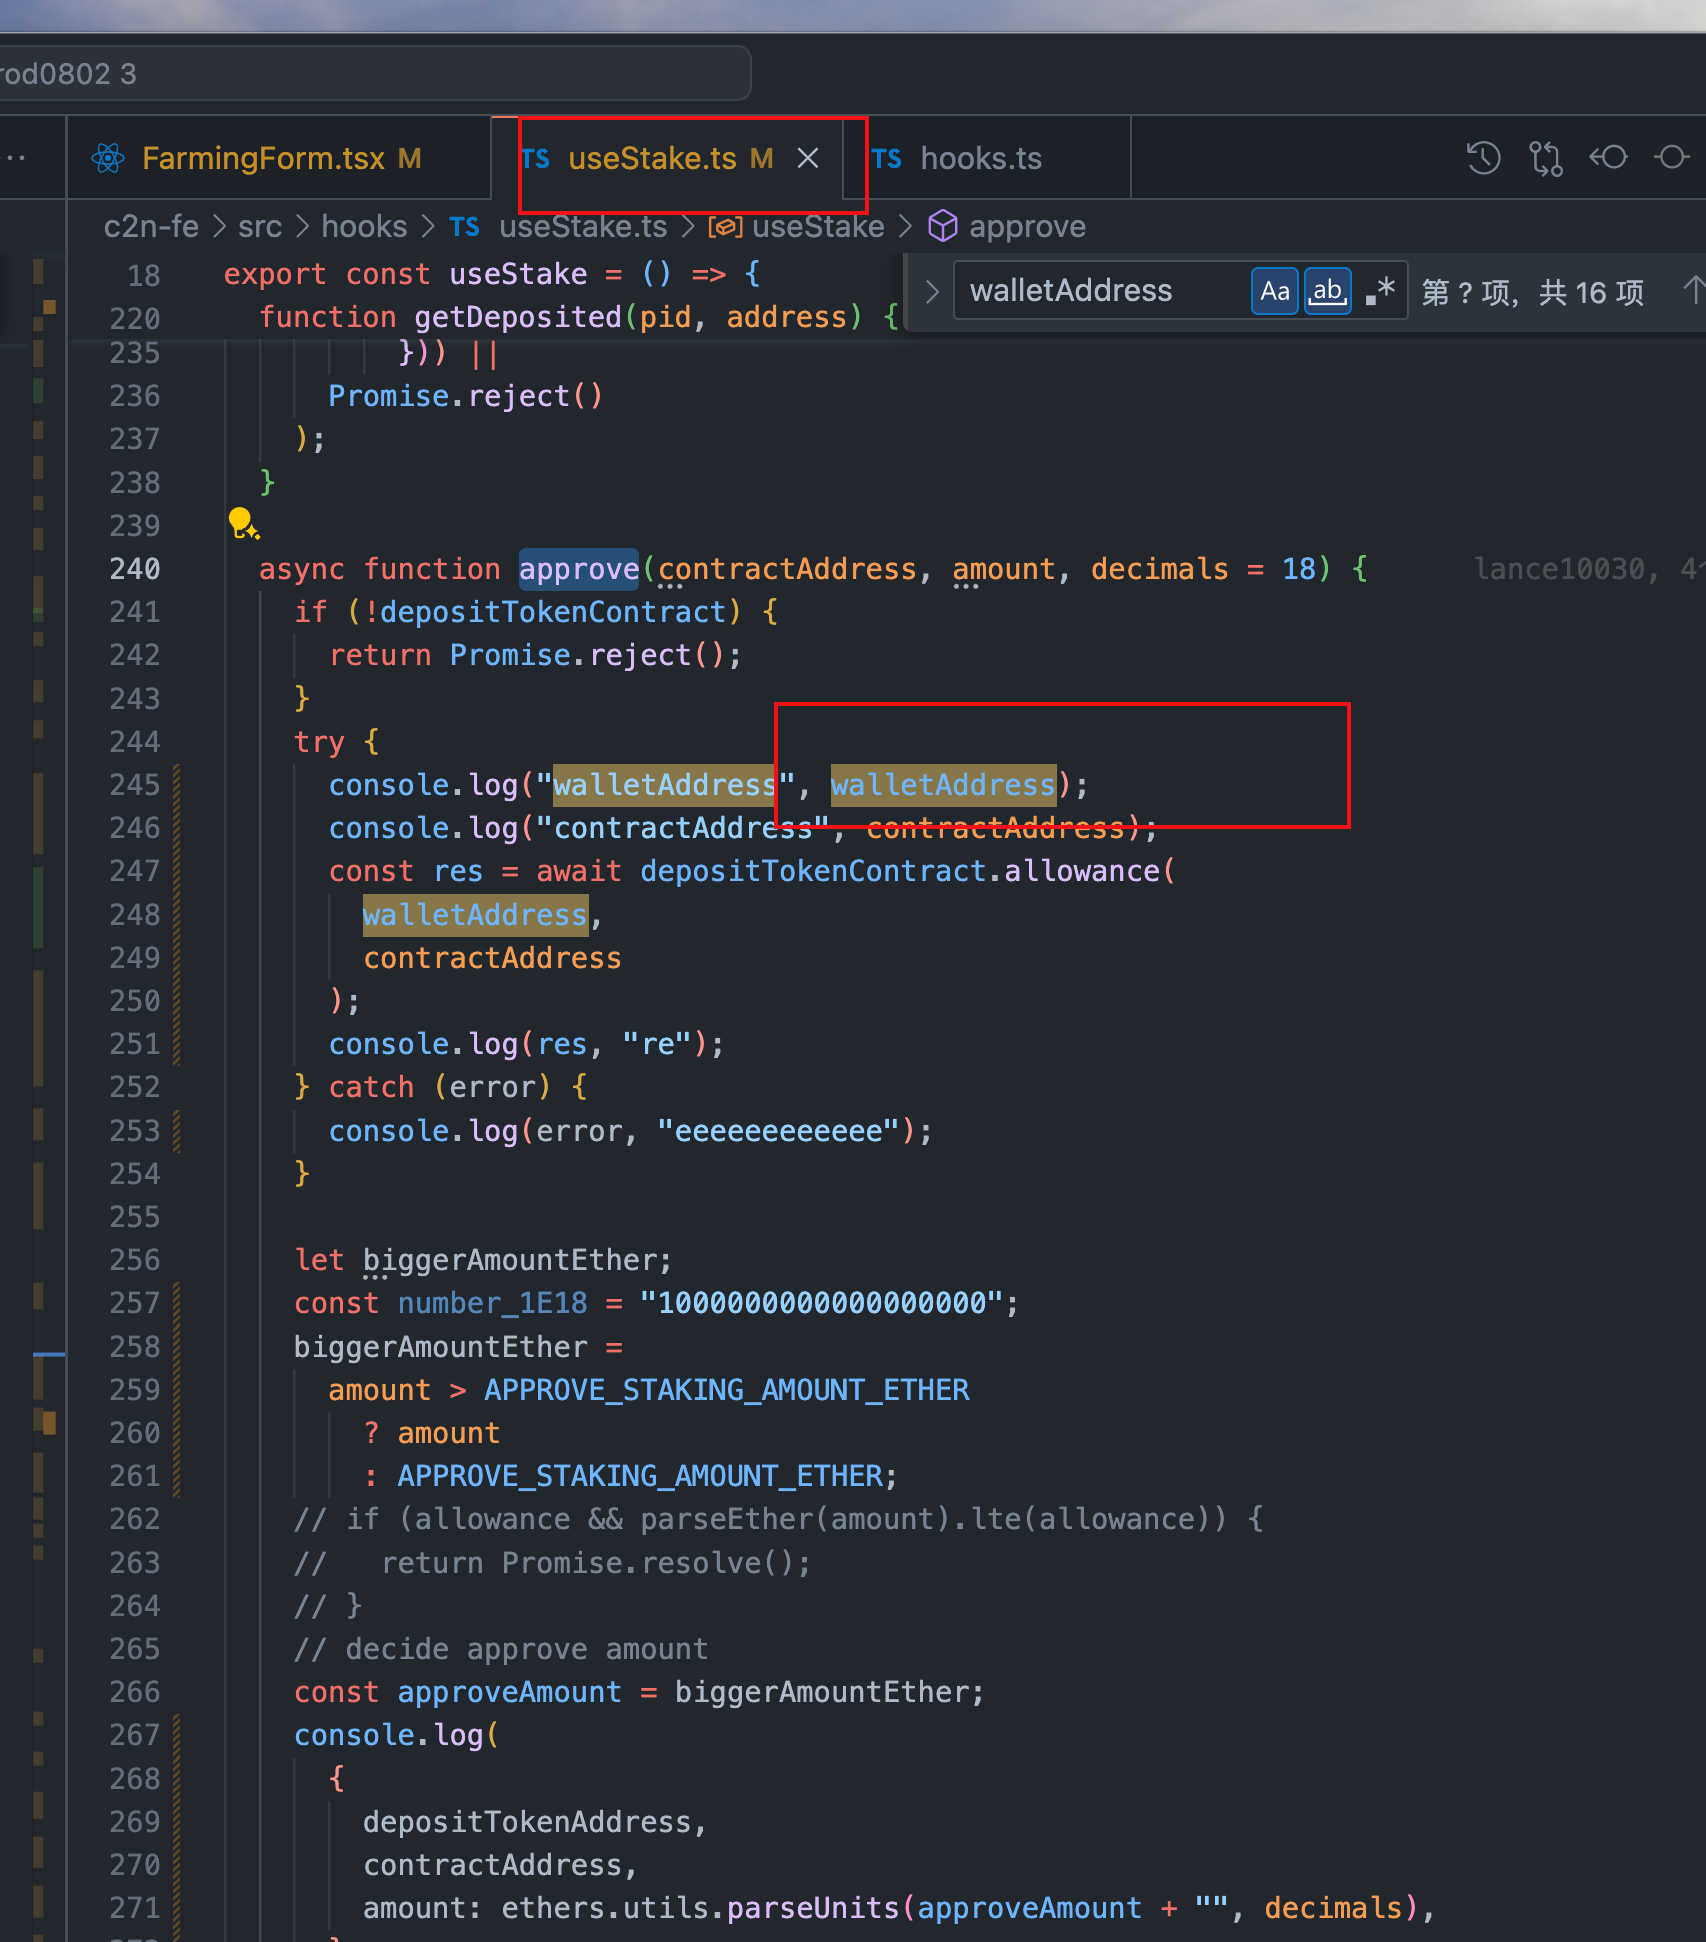 rod0802 3
FarmingForm.tsx M
TS useStake.ts M
TS hooks.ts
c2n-fe > src > hooks > TS useStake.ts > useStake > approve
walletAddress Aa ab .* 第 ? 项, 共 16 项
18 export const useStake = () => {
220 function getDeposited(pid, address) {
235 })) ||
236 Promise.reject()
237 );
238 }
239
240 async function approve(contractAddress, amount, decimals = 18) { lance10030, 4
241 if (!depositTokenContract) {
242 return Promise.reject();
243 }
244 try {
245 console.log("walletAddress", walletAddress);
246 console.log("contractAddress", contractAddress);
247 const res = await depositTokenContract.allowance(
248 walletAddress,
249 contractAddress
250 );
251 console.log(res, "re");
252 } catch (error) {
253 console.log(error, "eeeeeeeeeeee");
254 }
255
256 let biggerAmountEther;
257 const number_1E18 = "1000000000000000000";
258 biggerAmountEther =
259 amount > APPROVE_STAKING_AMOUNT_ETHER
260 ? amount
261 : APPROVE_STAKING_AMOUNT_ETHER;
262 // if (allowance && parseEther(amount).lte(allowance)) {
263 // return Promise.resolve();
264 // }
265 // decide approve amount
266 const approveAmount = biggerAmountEther;
267 console.log(
268 {
269 depositTokenAddress,
270 contractAddress,
271 amount: ethers.utils.parseUnits(approveAmount + "", decimals),